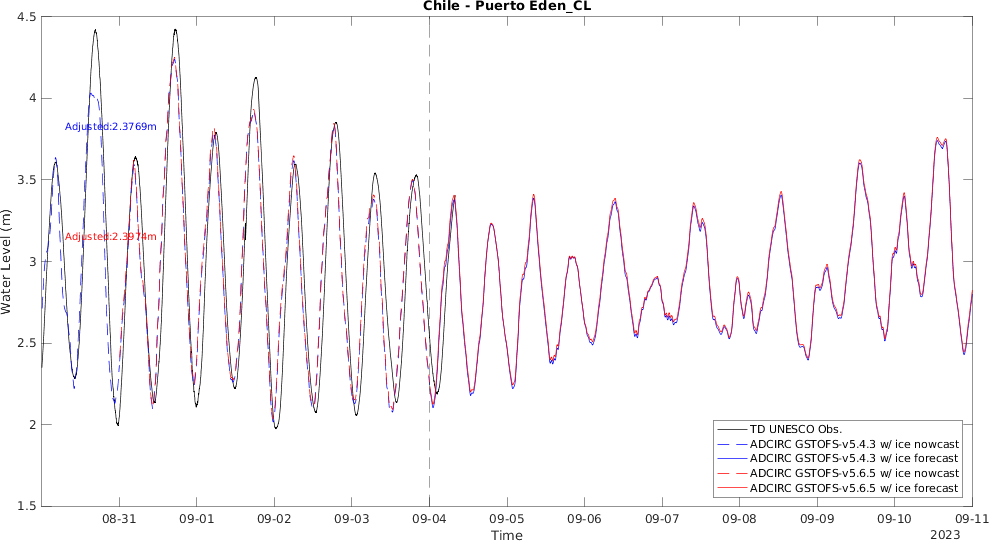 Chile - Puerto Eden_CL
4.5
4
3.5
3
2.5
2
1.5
Water Level (m)
Adjusted:2.3769m
Adjusted:2.3974m
TD UNESCO Obs.
ADCIRC GSTOFS-v5.4.3 w/ ice nowcast
ADCIRC GSTOFS-v5.4.3 w/ ice forecast
ADCIRC GSTOFS-v5.6.5 w/ ice nowcast
ADCIRC GSTOFS-v5.6.5 w/ ice forecast
08-31 09-01 09-02 09-03 09-04 09-05 09-06 09-07 09-08 09-09 09-10 09-11
Time
2023